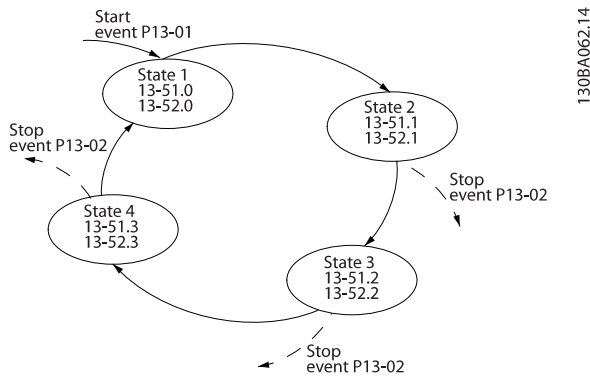 Start
event P13-01
State 1
13-51.0
13-52.0
State 2
13-51.1
13-52.1
Stop
event P13-02
Stop
event P13-02
State 4
13-51.3
13-52.3
State 3
13-51.2
13-52.2
Stop
event P13-02
130BA062.14